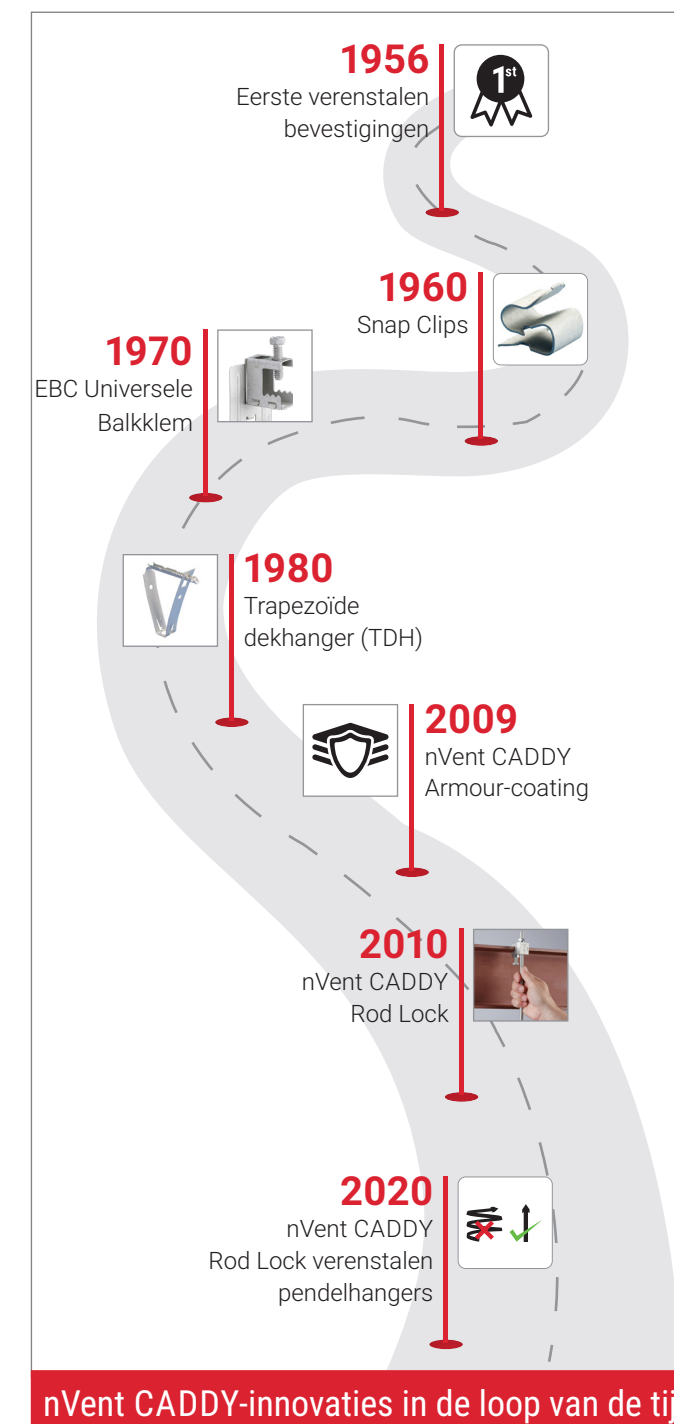 1956
1st
Eerste verenstalen
bevestigingen
1960
Snap Clips
1970
EBC Universele
Balkklem
1980
Trapezoïde
dekhanger (TDH)
2009
nVent CADDY
Armour-coating
2010
nVent CADDY
Rod Lock
2020
nVent CADDY
Rod Lock verenstalen
pendelhangers
nVent CADDY-innovaties in de loop van de tij